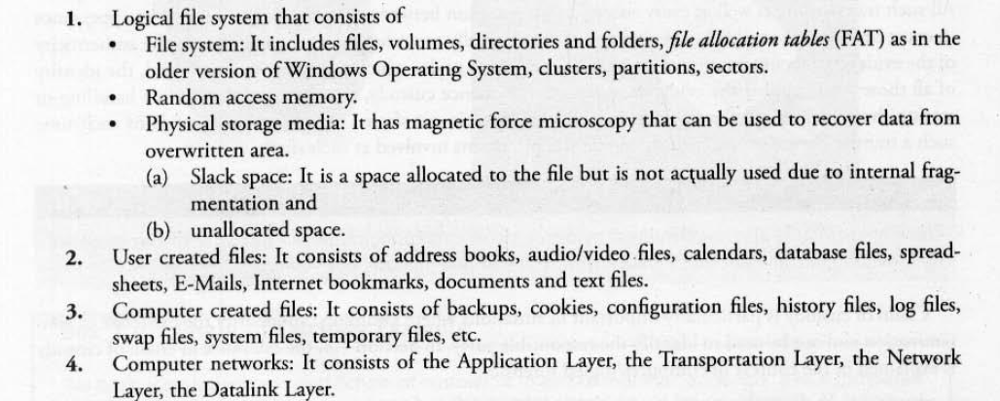 1. Logical file system that consists of
• File system: It includes files, volumes, directories and folders, file allocation tables (FAT) as in the
older version of Windows Operating System, clusters, partitions, sectors.
• Random access memory.
• Physical storage media: It has magnetic force microscopy that can be used to recover data from
overwritten area.
(a) Slack space: It is a space allocated to the file but is not actually used due to internal frag-
mentation and
(b) unallocated space.
2. User created files: It consists of address books, audio/video files, calendars, database files, spread-
sheets, E-Mails, Internet bookmarks, documents and text files.
3. Computer created files: It consists of backups, cookies, configuration files, history files, log files,
swap files, system files, temporary files, etc.
4. Computer networks: It consists of the Application Layer, the Transportation Layer, the Network
Layer, the Datalink Layer.